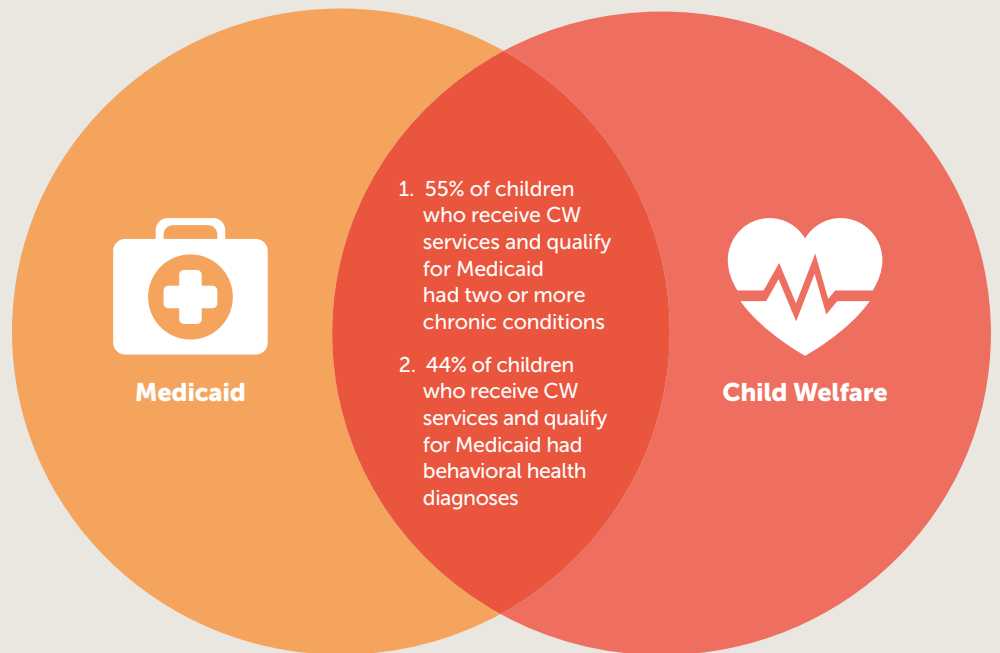 1. 55% of children
who receive CW
services and qualify
for Medicaid
had two or more
chronic conditions
2. 44% of children
who receive CW
services and qualify
for Medicaid had
behavioral health
diagnoses
Medicaid
Child Welfare